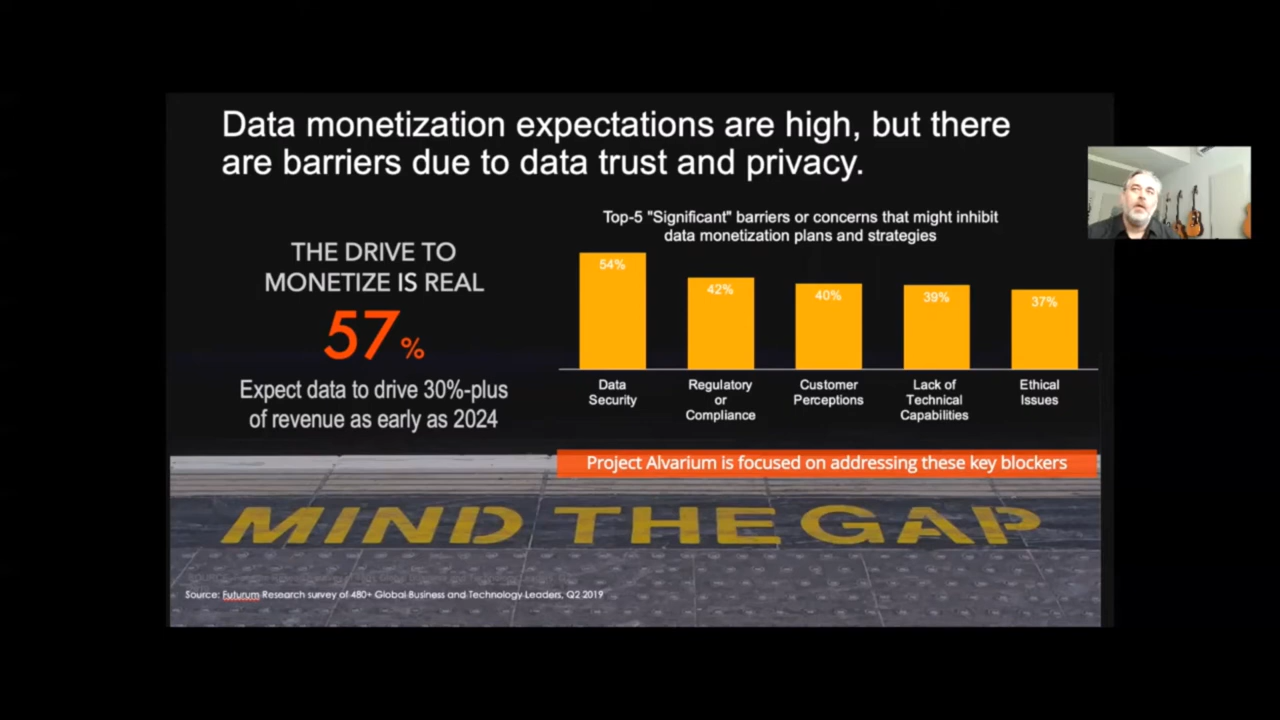 Data monetization expectations are high, but there
are barriers due to data trust and privacy.
THE DRIVE TO
MONETIZE IS REAL
57%
Expect data to drive 30%-plus
of revenue as early as 2024
Top-5 "Significant" barriers or concerns that might inhibit
data monetization plans and strategies
54%
42%
40%
39%
37%
Data
Security
Regulatory
or
Compliance
Customer
Perceptions
Lack of
Technical
Capabilities
Ethical
Issues
Project Alvarium is focused on addressing these key blockers
MIND THE GAP
Source: Futurum Research survey of 480+ Global Business and Technology Leaders, Q2 2019